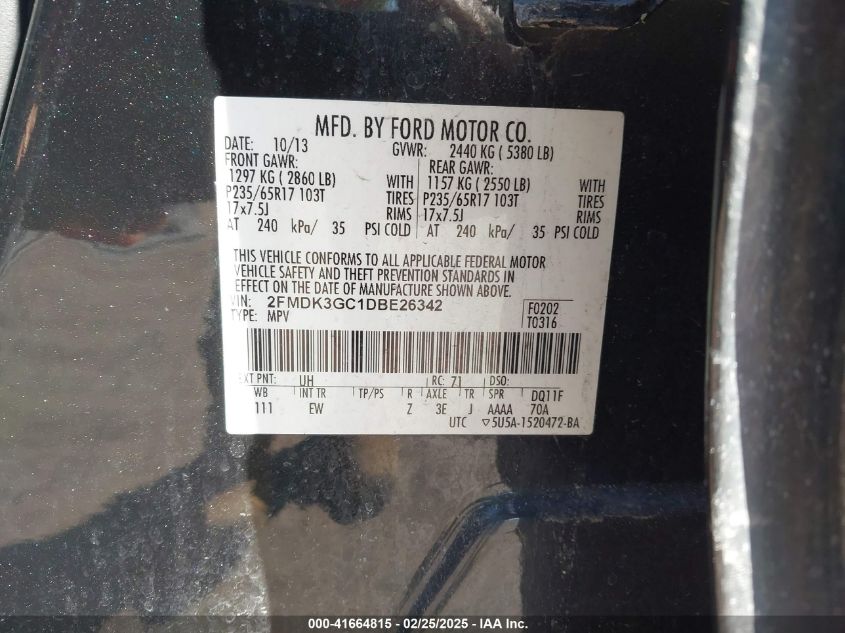 MFD. BY FORD MOTOR CO.
DATE: 10/13 GVWR: 2440 KG ( 5380 LB)
FRONT GAWR: REAR GAWR:
1297 KG ( 2860 LB) WITH 1157 KG ( 2550 LB) WITH
P235/65R17 103T TIRES P235/65R17 103T TIRES
17x7.5J RIMS 17x7.5J RIMS
AT 240 kPa/ 35 PSI COLD AT 240 kPa/ 35 PSI COLD
THIS VEHICLE CONFORMS TO ALL APPLICABLE FEDERAL MOTOR
VEHICLE SAFETY AND THEFT PREVENTION STANDARDS IN
EFFECT ON THE DATE OF MANUFACTURE SHOWN ABOVE.
VIN: 2FMDK3GC1DBE26342 F0202
TYPE: MPV T0316
EXT PNT: UH RC: 71 DSO:
WB INT TR TP/PS R AXLE TR SPR DQ11F
111 EW Z 3E J AAAA 70A
UTC ▽5U5A-1520472-BA
000-41664815 - 02/25/2025 - IAA Inc.